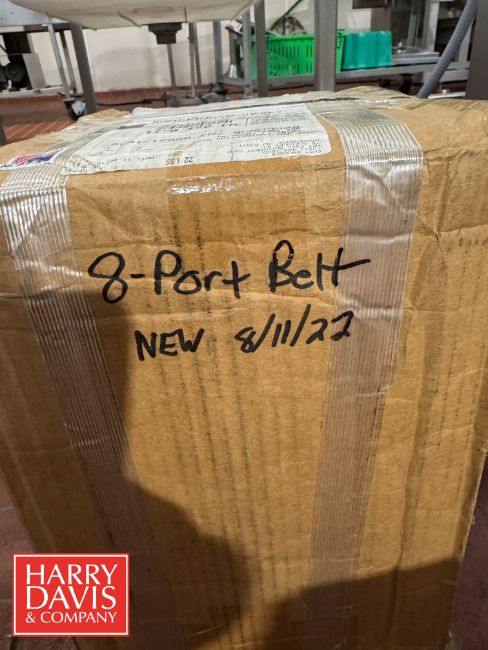 22 LBS
8-Port Belt
NEW 8/11/22
HARRY
DAVIS
& COMPANY